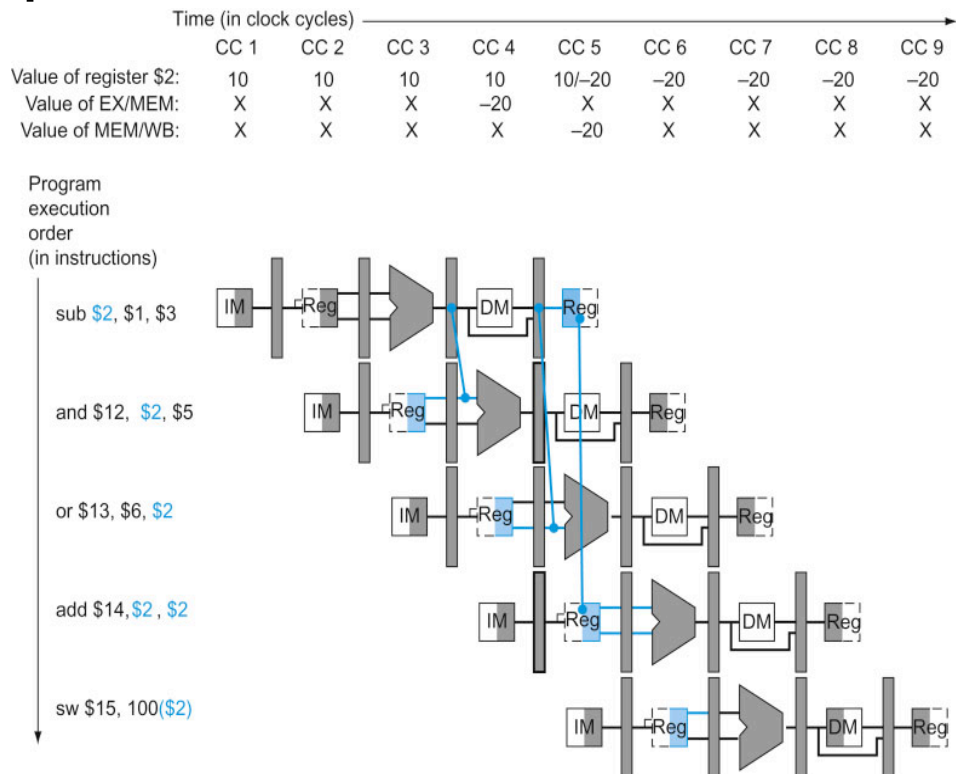 Time (in clock cycles)
CC 1 CC 2 CC 3 CC 4 CC 5 CC 6 CC 7 CC 8 CC 9
Value of register $2: 10 10 10 10 10/–20 –20 –20 –20 –20
Value of EX/MEM: X X X –20 X X X X X
Value of MEM/WB: X X X X –20 X X X X
Program
execution
order
(in instructions)
sub $2, $1, $3
IM Reg DM Reg
and $12, $2, $5
IM Reg DM Reg
or $13, $6, $2
IM Reg DM Reg
add $14,$2 , $2
IM Reg DM Reg
sw $15, 100($2)
IM Reg DM Reg